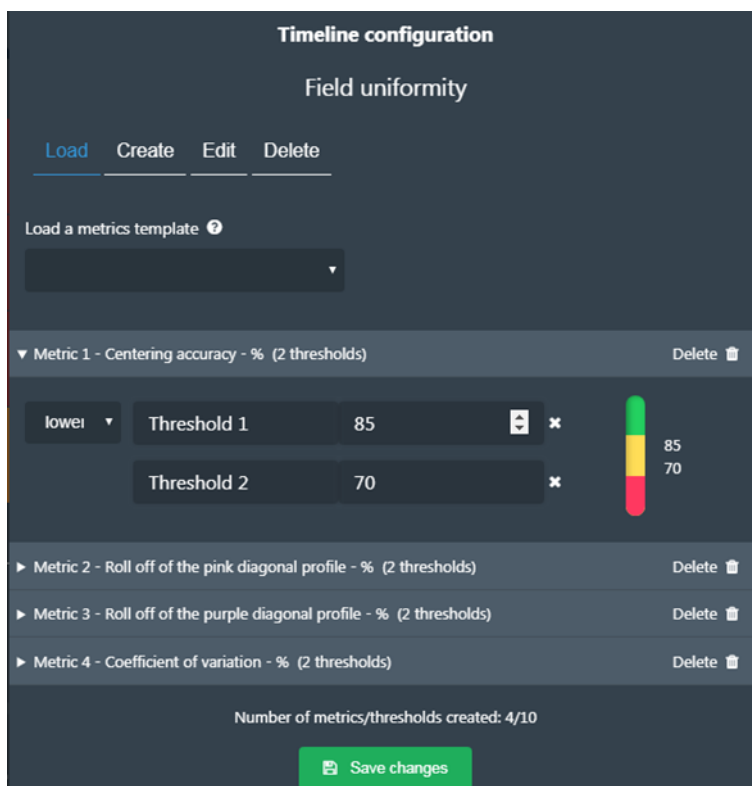 Timeline configuration
Field uniformity
Load Create Edit Delete
Load a metrics template
Metric 1 - Centering accuracy - % (2 thresholds) Delete
lower Threshold 1 85
85
70
Threshold 2 70
Metric 2 - Roll off of the pink diagonal profile - % (2 thresholds) Delete
Metric 3 - Roll off of the purple diagonal profile - % (2 thresholds) Delete
Metric 4 - Coefficient of variation - % (2 thresholds) Delete
Number of metrics/thresholds created: 4/10
Save changes